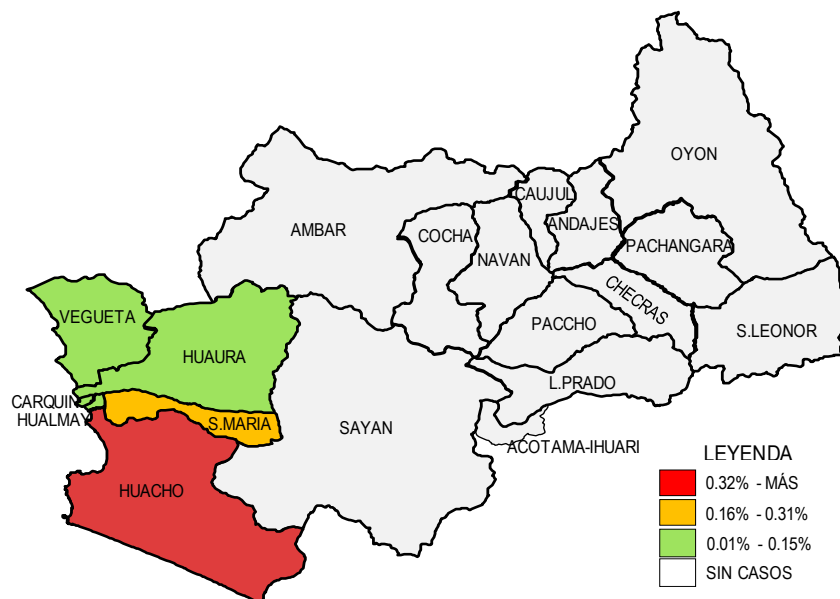 OYON
CAUJUL
AMBAR
COCHA
ANDAJES
PACHANGARA
NAVAN
CHECRAS
VEGUETA
PACCHO
S.LEONOR
HUAURA
L.PRADO
CARQUIN
HUALMAY
S.MARIA
SAYAN
ACOTAMA-IHUARI
HUACHO
LEYENDA
0.32% - MÁS
0.16% - 0.31%
0.01% - 0.15%
SIN CASOS